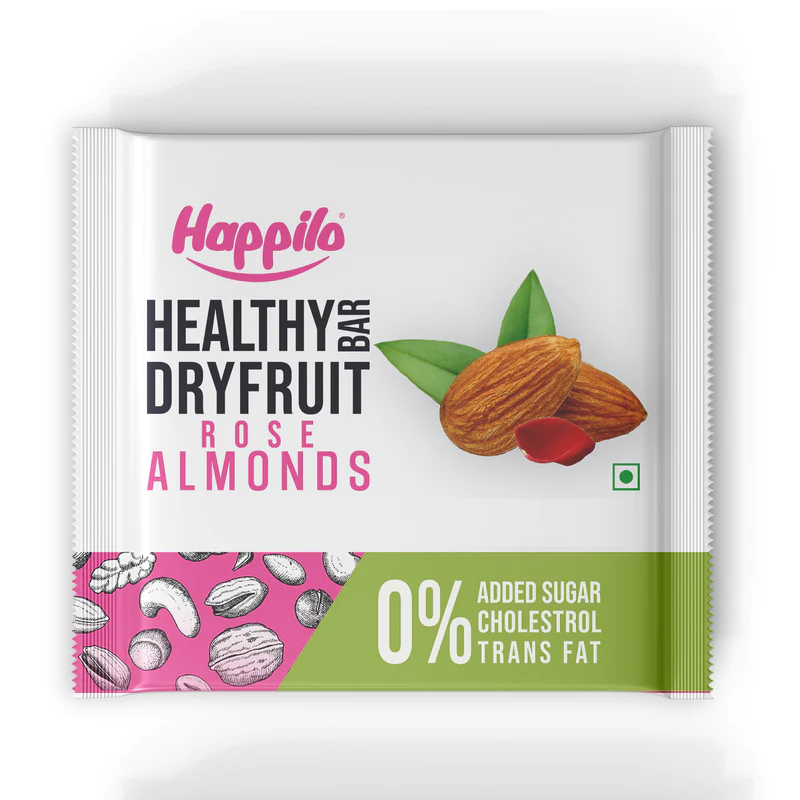 Happilo®
HEALTHY BAR
DRYFRUIT
ROSE
ALMONDS
0% ADDED SUGAR
CHOLESTROL
TRANS FAT